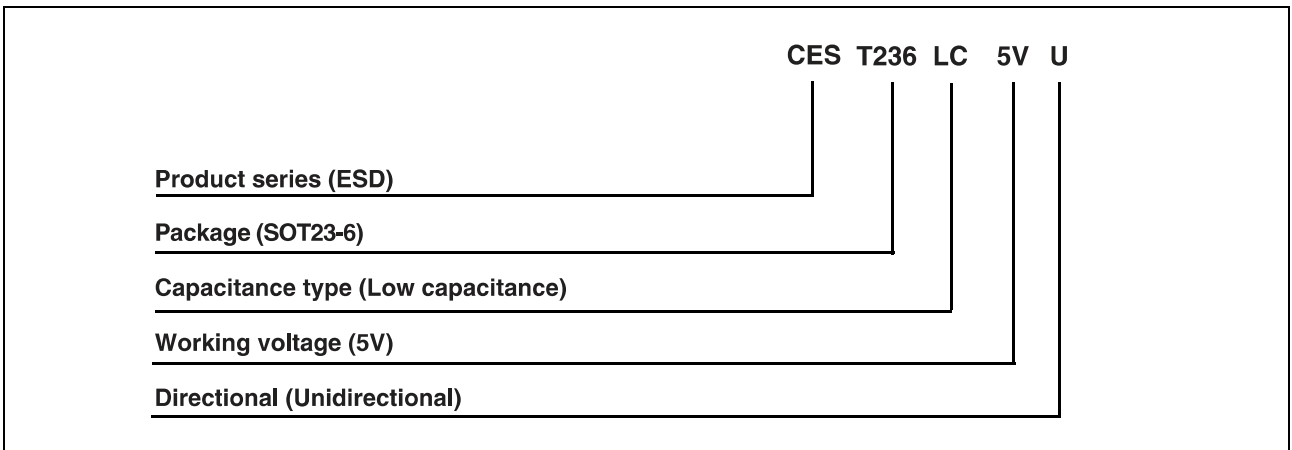 CES T236 LC 5V U
Product series (ESD)
Package (SOT23-6)
Capacitance type (Low capacitance)
Working voltage (5V)
Directional (Unidirectional)